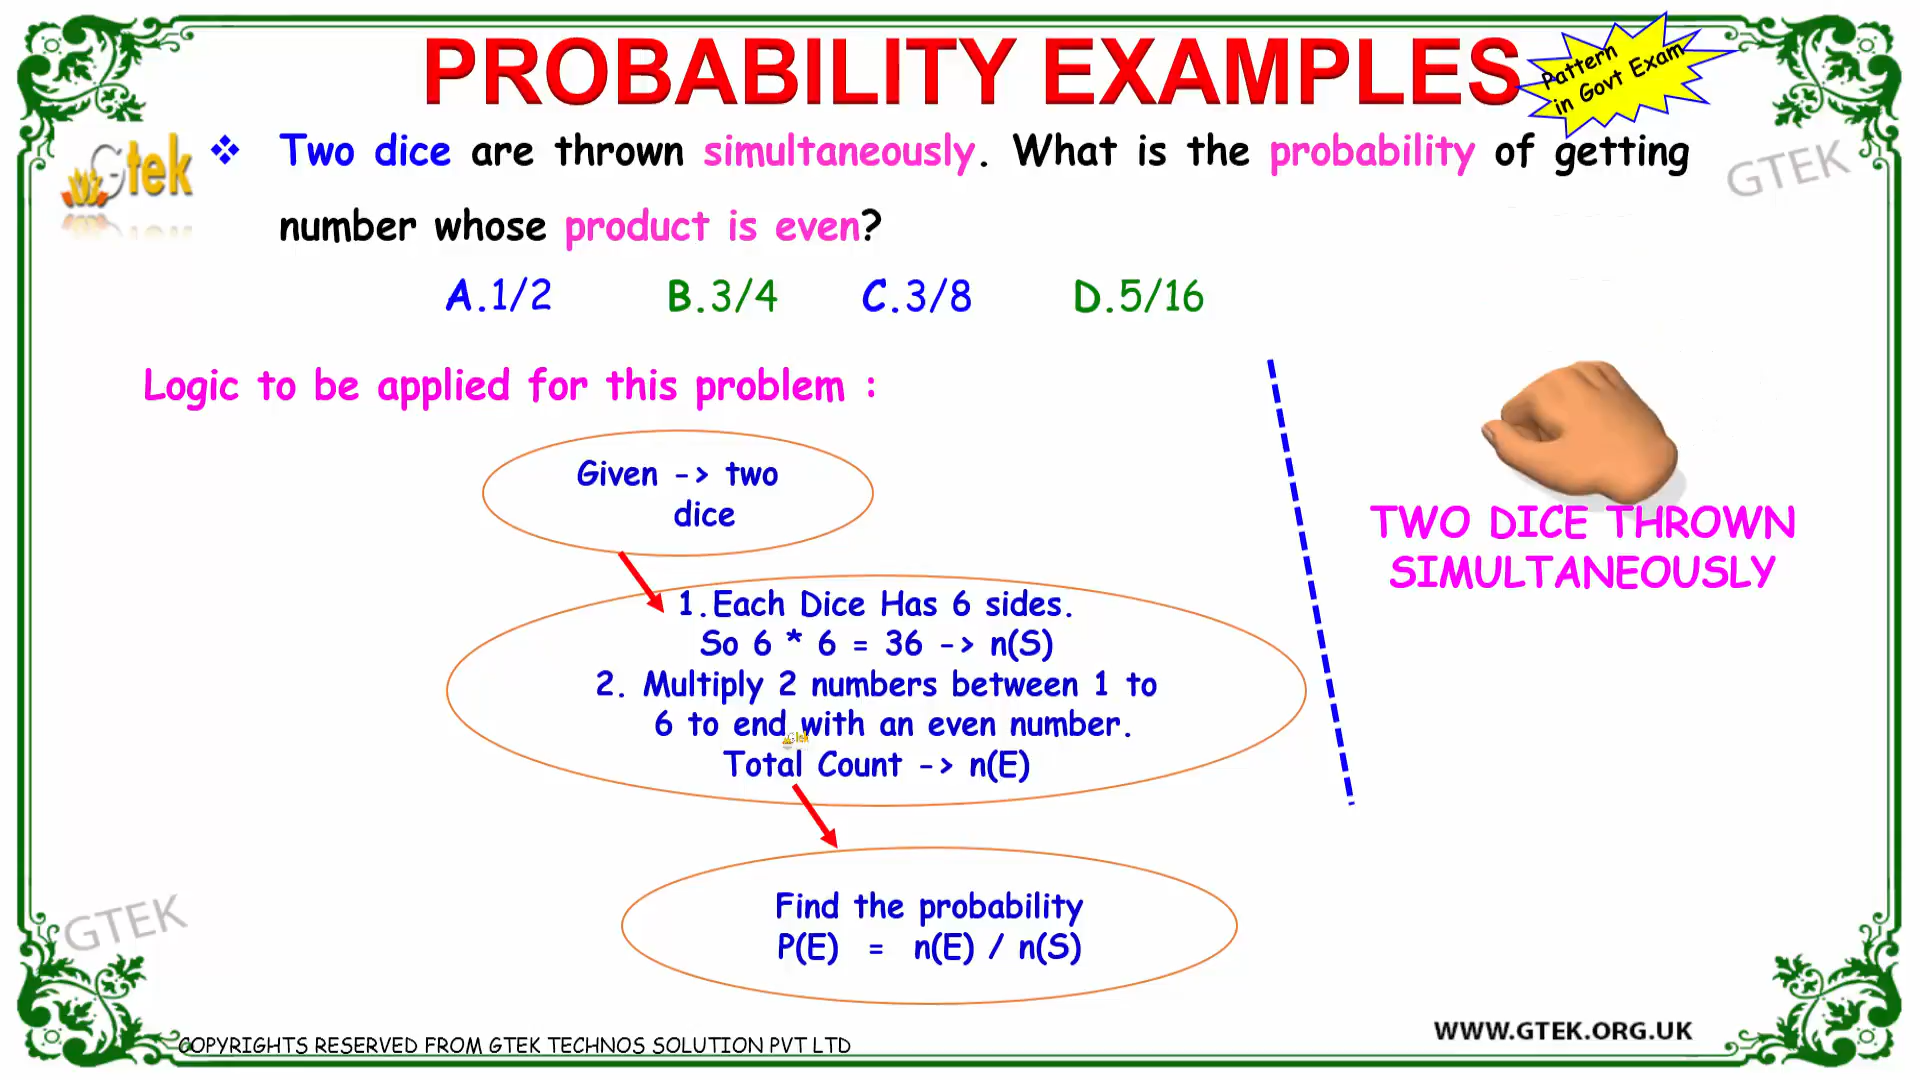 PROBABILITY EXAMPLES
Pattern
in Govt Exam
Gtek
❖ Two dice are thrown simultaneously. What is the probability of getting
GTEK
number whose product is even?
A.1/2 B.3/4 C.3/8 D.5/16
Logic to be applied for this problem :
Given -> two
dice
1.Each Dice Has 6 sides.
So 6 * 6 = 36 -> n(S)
2. Multiply 2 numbers between 1 to
6 to end with an even number.
Gtek
Total Count -> n(E)
Find the probability
P(E) = n(E) / n(S)
TWO DICE THROWN
SIMULTANEOUSLY
GTEK
COPYRIGHTS RESERVED FROM GTEK TECHNOS SOLUTION PVT LTD
WWW.GTEK.ORG.UK